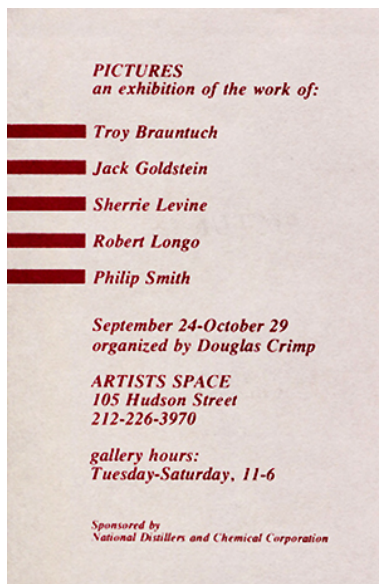 PICTURES
an exhibition of the work of:
Troy Brauntuch
Jack Goldstein
Sherrie Levine
Robert Longo
Philip Smith
September 24-October 29
organized by Douglas Crimp
ARTISTS SPACE
105 Hudson Street
212-226-3970
gallery hours:
Tuesday-Saturday, 11-6
Sponsored by
National Distillers and Chemical Corporation